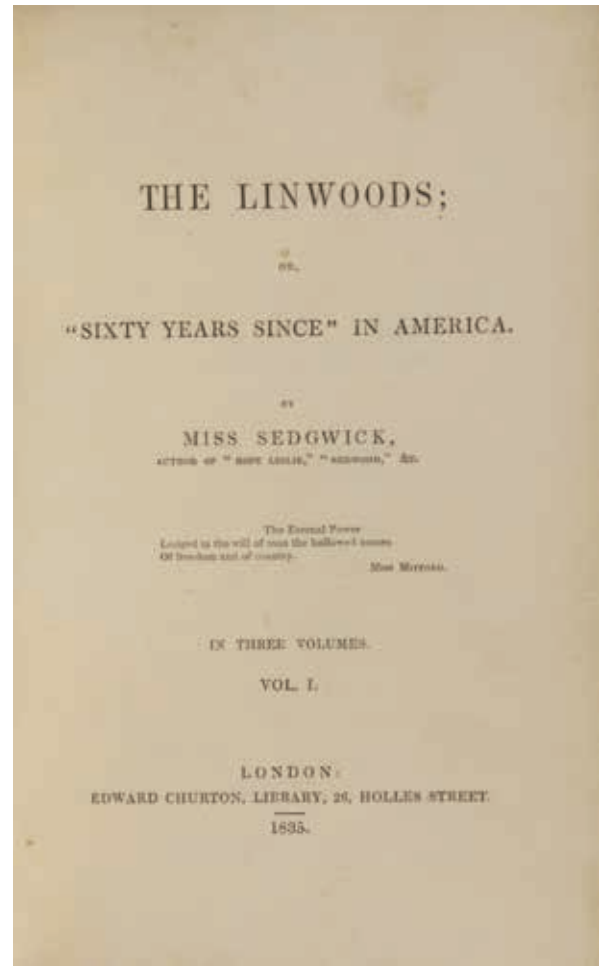 THE LINWOODS;
OR,
“SIXTY YEARS SINCE” IN AMERICA.
BY
MISS SEDGWICK,
AUTHOR OF “HOPE LESLIE,” “REDWOOD,” &c.
The Eternal Power
Lodged in the will of man the hallowed names
Of freedom and of country.
MISS MITFORD.
IN THREE VOLUMES.
VOL. I.
LONDON:
EDWARD CHURTON, LIBRARY, 26, HOLLES STREET.
1835.